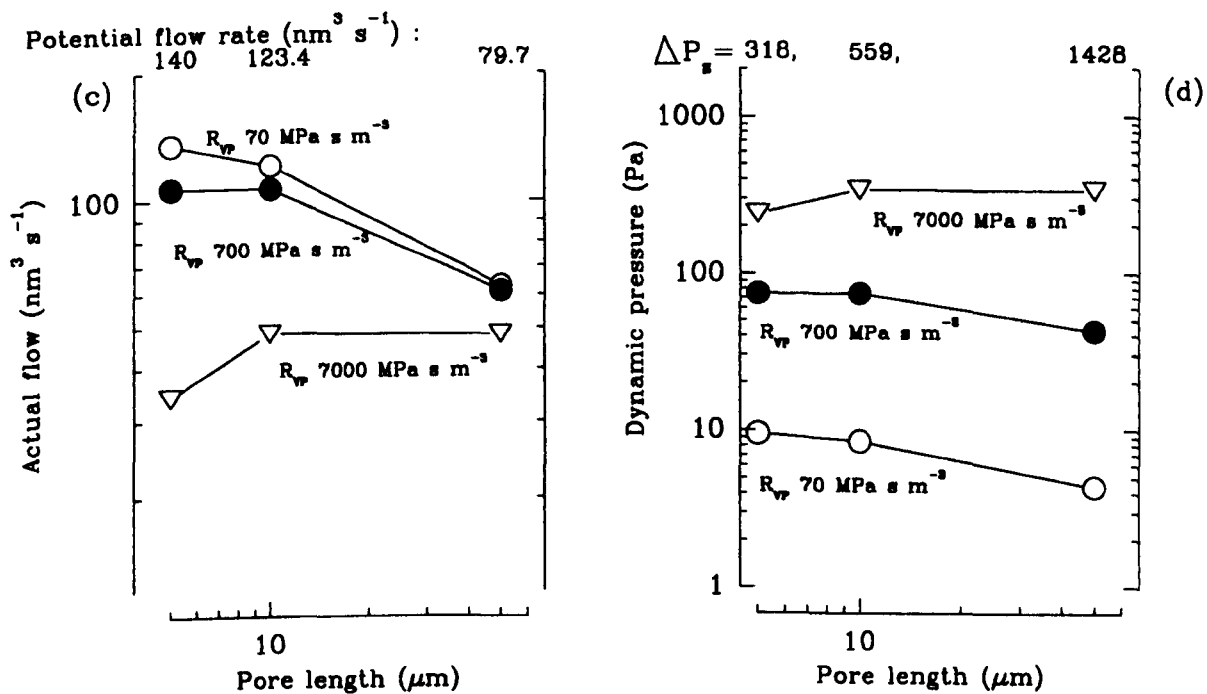 Potential flow rate (nm³ s⁻¹) :
140 123.4 79.7
(c)
R_VP 70 MPa s m⁻³
100
R_VP 700 MPa s m⁻³
R_VP 7000 MPa s m⁻³
Actual flow (nm³ s⁻¹)
10
Pore length (μm)
ΔP_s = 318, 559, 1428
(d)
1000
R_VP 7000 MPa s m⁻³
100
R_VP 700 MPa s m⁻³
10
R_VP 70 MPa s m⁻³
1
Dynamic pressure (Pa)
10
Pore length (μm)